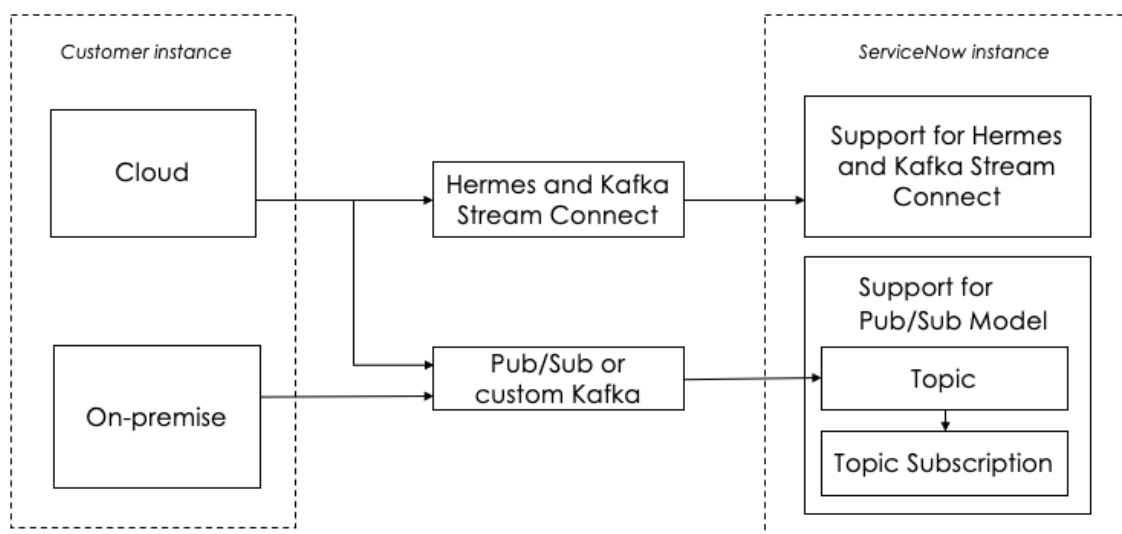 Customer instance
ServiceNow instance
Cloud
Hermes and Kafka
Stream Connect
Support for Hermes
and Kafka Stream
Connect
On-premise
Pub/Sub or
custom Kafka
Support for
Pub/Sub Model
Topic
Topic Subscription